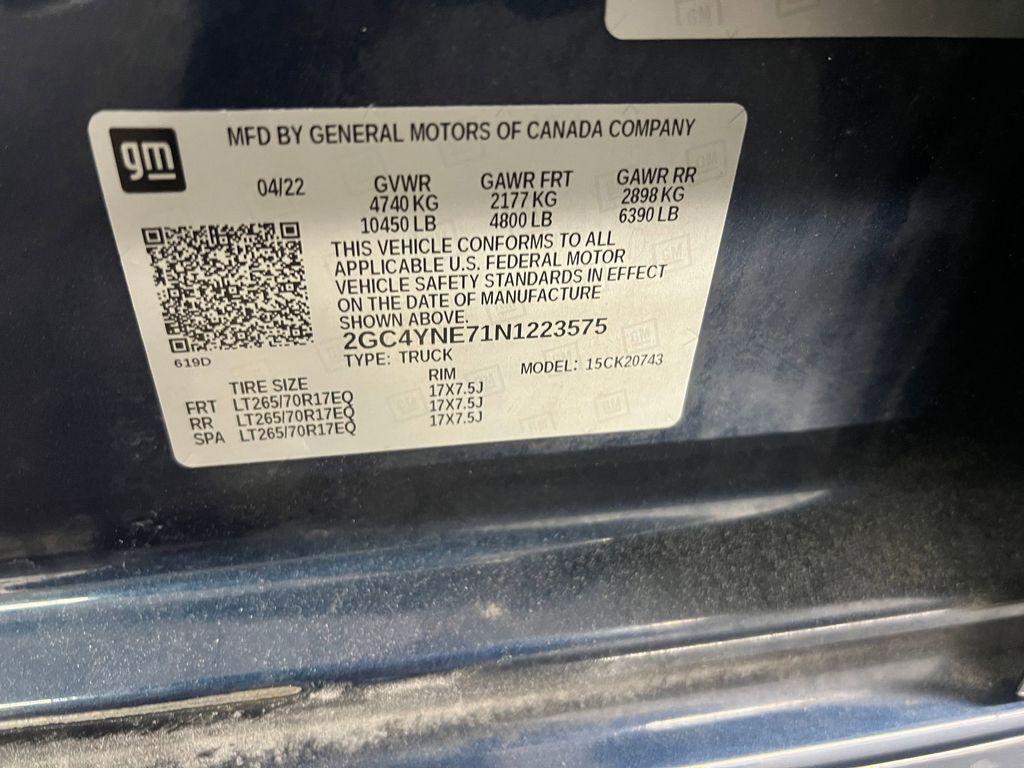 gm
MFD BY GENERAL MOTORS OF CANADA COMPANY
04/22 GVWR GAWR FRT GAWR RR
4740 KG 2177 KG 2898 KG
10450 LB 4800 LB 6390 LB
THIS VEHICLE CONFORMS TO ALL
APPLICABLE U.S. FEDERAL MOTOR
VEHICLE SAFETY STANDARDS IN EFFECT
ON THE DATE OF MANUFACTURE
SHOWN ABOVE.
2GC4YNE71N1223575
619D
TYPE: TRUCK MODEL: 15CK20743
TIRE SIZE RIM
FRT LT265/70R17EQ 17X7.5J
RR LT265/70R17EQ 17X7.5J
SPA LT265/70R17EQ 17X7.5J